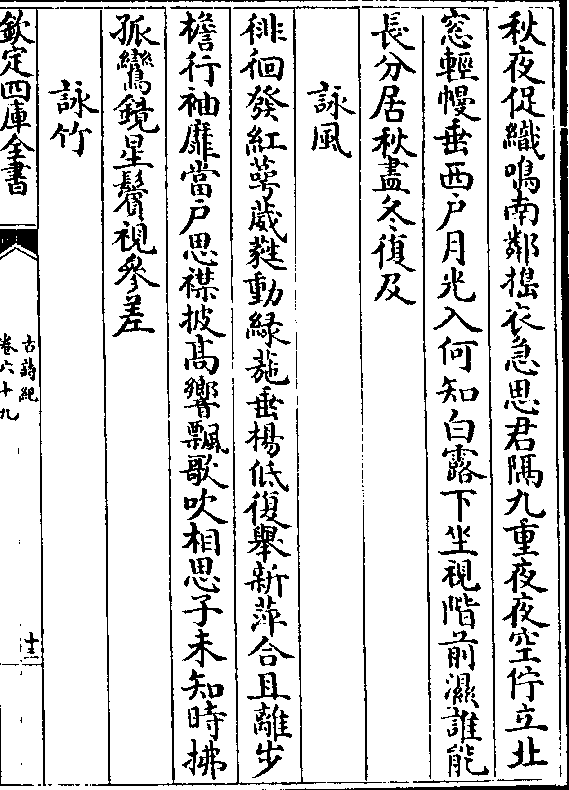 秋夜促織鳴南鄰擣衣急思君隔九重夜夜空佇立北
窻輕幔垂西戸月光入何知白露下坐視階前濕誰能
長分居秋盡冬復及
詠風
徘徊發紅萼葳蕤動緑葹垂楊低復舉新萍合且離步
檐行袖靡當户思襟披髙響飄歌吹相思子未知時拂
孤鸞鏡星鬢視參差
詠竹
欽定四庫全書
古詩紀
卷六十九
十三